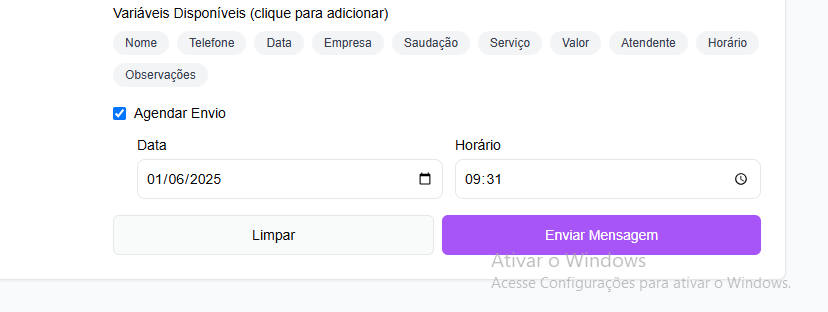 Variáveis Disponíveis (clique para adicionar)
Nome Telefone Data Empresa Saudação Serviço Valor Atendente Horário
Observações
Agendar Envio
Data Horário
01/06/2025 09:31
Limpar Enviar Mensagem
Ativar o Windows
Acesse Configurações para ativar o Windows.